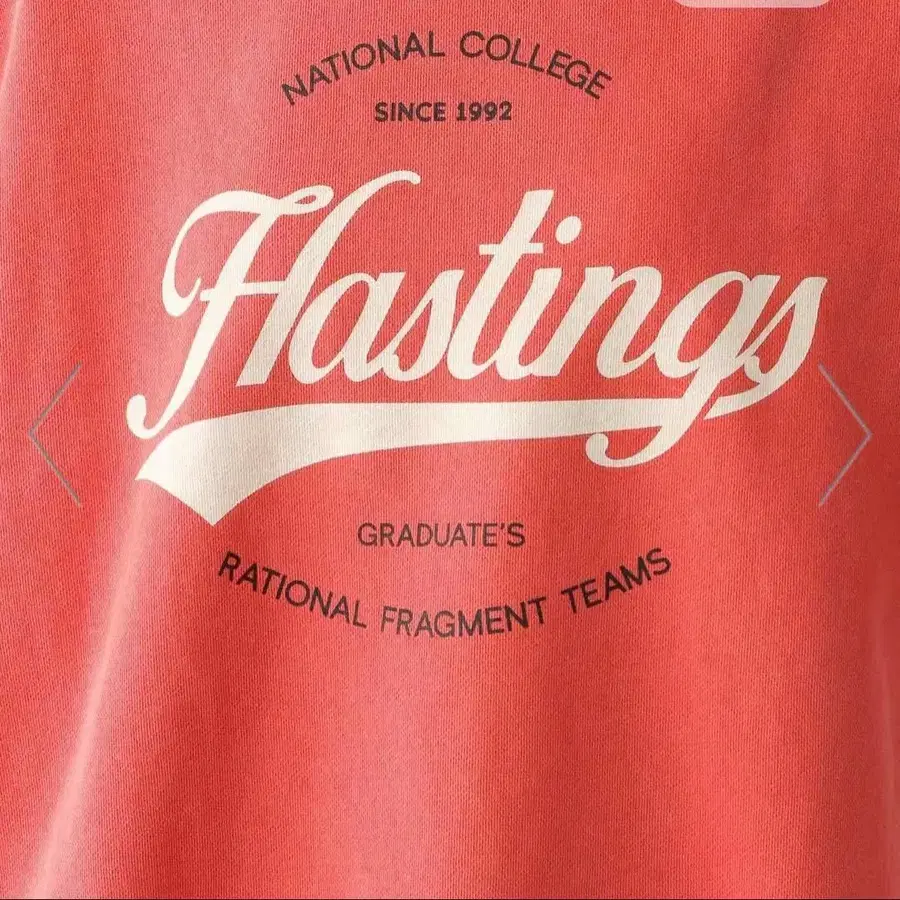 NATIONAL COLLEGE
SINCE 1992
Hastings
GRADUATE'S
RATIONAL FRAGMENT TEAMS